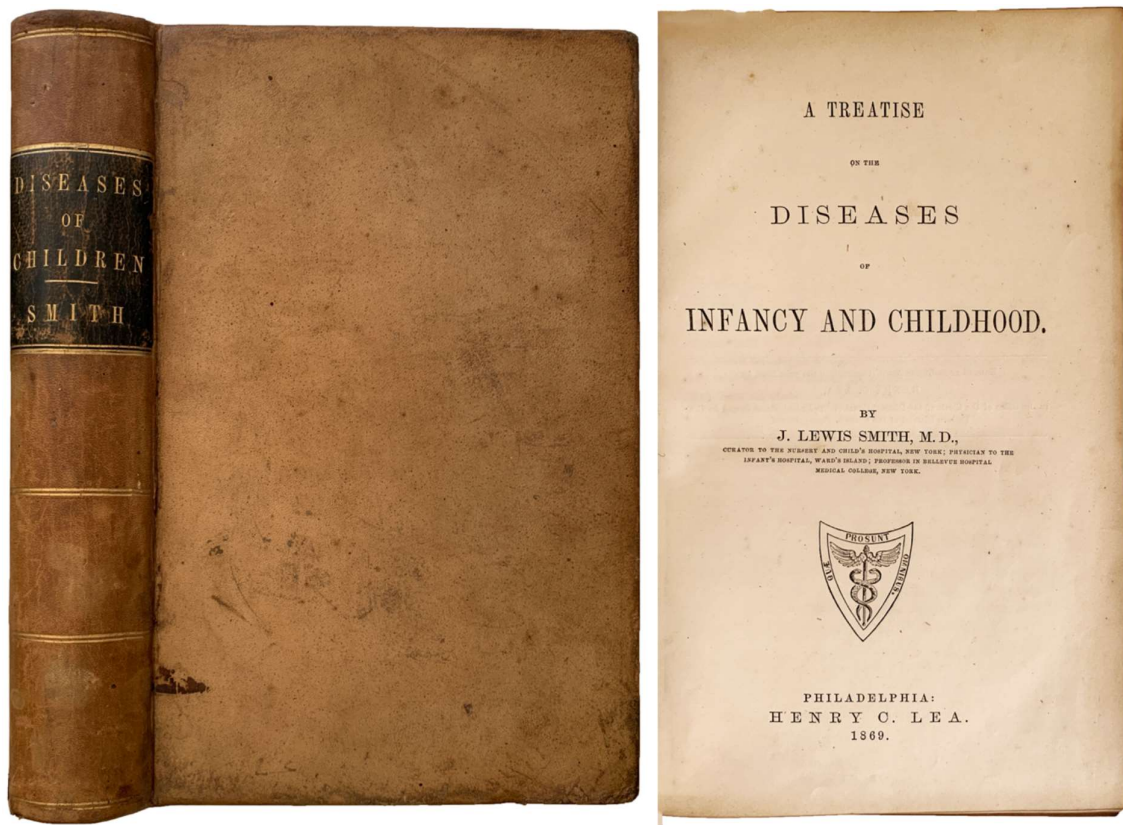 DISEASES
OF
CHILDREN
SMITH
A TREATISE
ON THE
DISEASES
OF
INFANCY AND CHILDHOOD.
BY
J. LEWIS SMITH, M.D.,
CURATOR TO THE NURSERY AND CHILD'S HOSPITAL, NEW YORK; PHYSICIAN TO THE
INFANT'S HOSPITAL, WARD'S ISLAND; PROFESSOR IN BELLEVUE HOSPITAL
MEDICAL COLLEGE, NEW YORK.
QUÆ
PROSUNT
OMNIBUS.
PHILADELPHIA:
HENRY C. LEA.
1869.